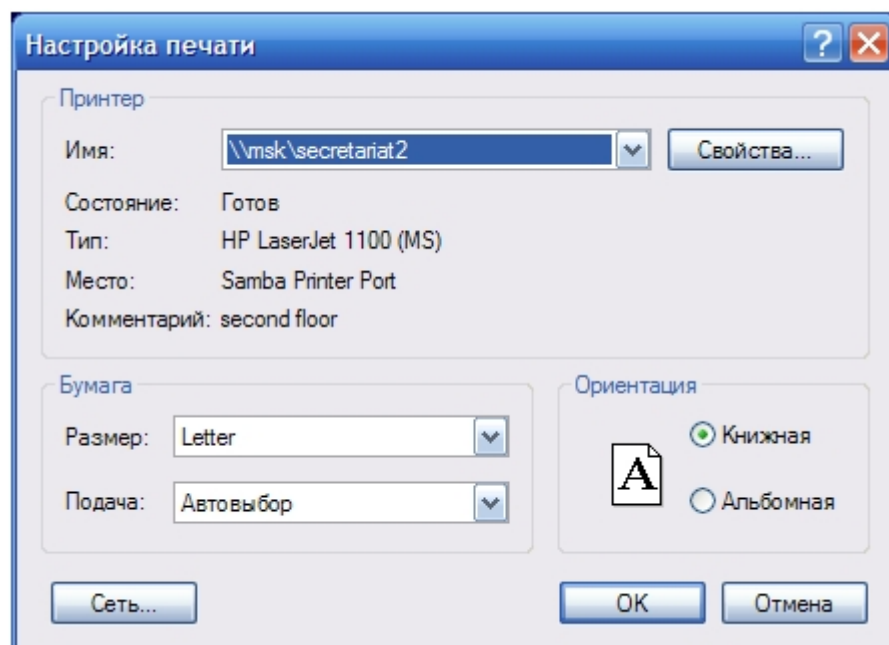 Настройка печати
Принтер
Имя: \\msk\secretariat2 Свойства...
Состояние: Готов
Тип: HP LaserJet 1100 (MS)
Место: Samba Printer Port
Комментарий: second floor
Бумага
Размер: Letter
Подача: Автовыбор
Ориентация
A
Книжная
Альбомная
Сеть... OK Отмена